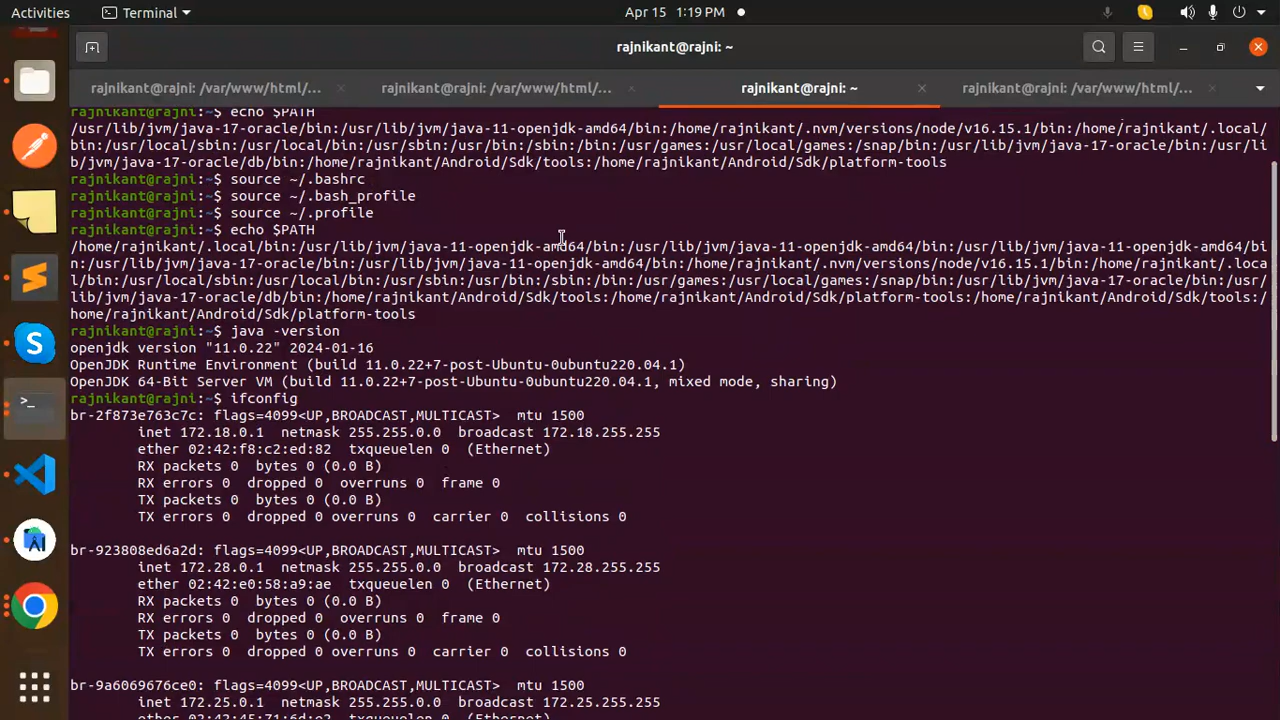 Activities
Terminal
Apr 15 1:19 PM
rajnikant@rajni: ~
rajnikant@rajni: /var/www/html/...
rajnikant@rajni: /var/www/html/...
rajnikant@rajni: ~
rajnikant@rajni: /var/www/html/...
rajnikant@rajni:~$ echo $PATH
/usr/lib/jvm/java-17-oracle/bin:/usr/lib/jvm/java-11-openjdk-amd64/bin:/home/rajnikant/.nvm/versions/node/v16.15.1/bin:/home/rajnikant/.local/
bin:/usr/local/sbin:/usr/local/bin:/usr/sbin:/usr/bin:/sbin:/bin:/usr/games:/usr/local/games:/snap/bin:/usr/lib/jvm/java-17-oracle/bin:/usr/li
b/jvm/java-17-oracle/db/bin:/home/rajnikant/Android/Sdk/tools:/home/rajnikant/Android/Sdk/platform-tools
rajnikant@rajni:~$ source ~/.bashrc
rajnikant@rajni:~$ source ~/.bash_profile
rajnikant@rajni:~$ source ~/.profile
rajnikant@rajni:~$ echo $PATH
/home/rajnikant/.local/bin:/usr/lib/jvm/java-11-openjdk-amd64/bin:/usr/lib/jvm/java-11-openjdk-amd64/bin:/usr/lib/jvm/java-11-openjdk-amd64/bi
n:/usr/lib/jvm/java-17-oracle/bin:/usr/lib/jvm/java-11-openjdk-amd64/bin:/home/rajnikant/.nvm/versions/node/v16.15.1/bin:/home/rajnikant/.loca
l/bin:/usr/local/sbin:/usr/local/bin:/usr/sbin:/usr/bin:/sbin:/bin:/usr/games:/usr/local/games:/snap/bin:/usr/lib/jvm/java-17-oracle/bin:/usr/
lib/jvm/java-17-oracle/db/bin:/home/rajnikant/Android/Sdk/tools:/home/rajnikant/Android/Sdk/platform-tools:/home/rajnikant/Android/Sdk/tools:/
home/rajnikant/Android/Sdk/platform-tools
rajnikant@rajni:~$ java -version
openjdk version "11.0.22" 2024-01-16
OpenJDK Runtime Environment (build 11.0.22+7-post-Ubuntu-0ubuntu220.04.1)
OpenJDK 64-Bit Server VM (build 11.0.22+7-post-Ubuntu-0ubuntu220.04.1, mixed mode, sharing)
rajnikant@rajni:~$ ifconfig
br-2f873e763c7c: flags=4099<UP,BROADCAST,MULTICAST> mtu 1500
inet 172.18.0.1 netmask 255.255.0.0 broadcast 172.18.255.255
ether 02:42:f8:c2:ed:82 txqueuelen 0 (Ethernet)
RX packets 0 bytes 0 (0.0 B)
RX errors 0 dropped 0 overruns 0 frame 0
TX packets 0 bytes 0 (0.0 B)
TX errors 0 dropped 0 overruns 0 carrier 0 collisions 0
br-923808ed6a2d: flags=4099<UP,BROADCAST,MULTICAST> mtu 1500
inet 172.28.0.1 netmask 255.255.0.0 broadcast 172.28.255.255
ether 02:42:e0:58:a9:ae txqueuelen 0 (Ethernet)
RX packets 0 bytes 0 (0.0 B)
RX errors 0 dropped 0 overruns 0 frame 0
TX packets 0 bytes 0 (0.0 B)
TX errors 0 dropped 0 overruns 0 carrier 0 collisions 0
br-9a6069676ce0: flags=4099<UP,BROADCAST,MULTICAST> mtu 1500
inet 172.25.0.1 netmask 255.255.0.0 broadcast 172.25.255.255